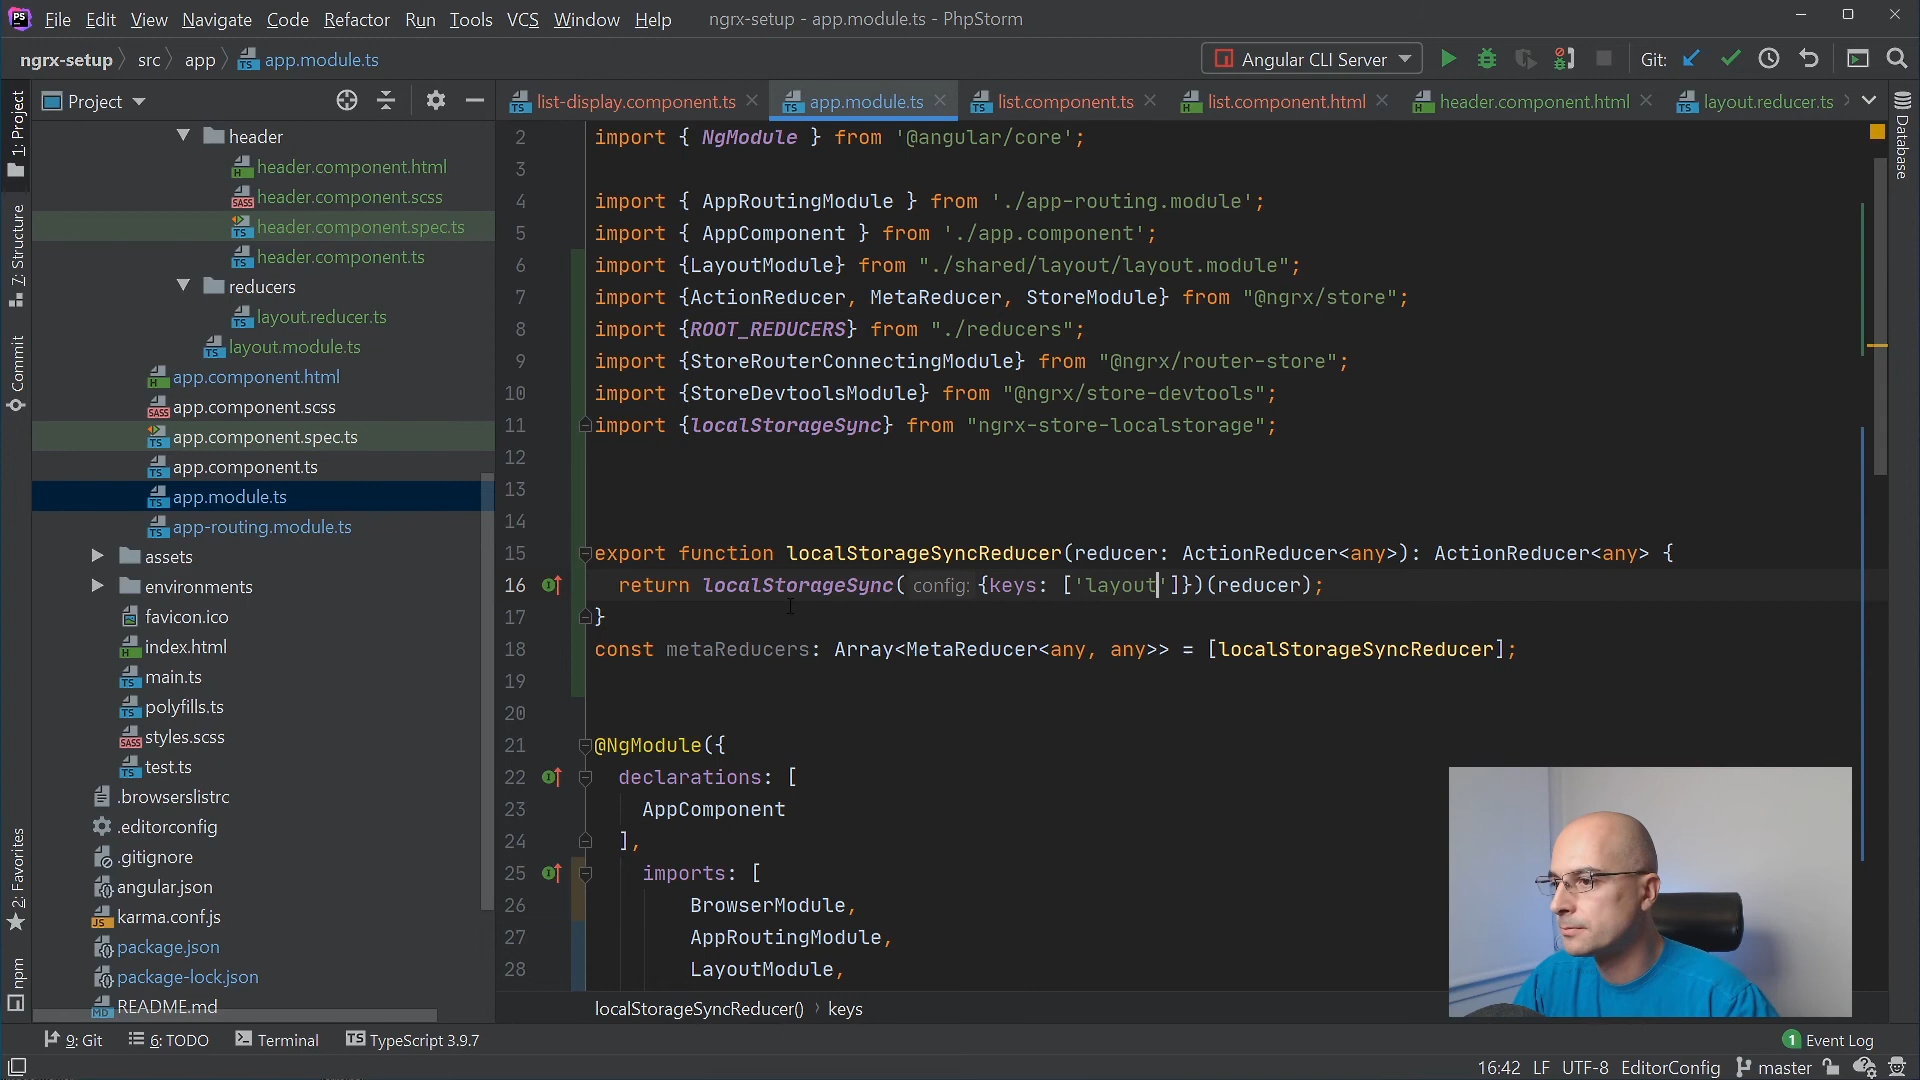 File Edit View Navigate Code Refactor Run Tools VCS Window Help ngrx-setup - app.module.ts - PhpStorm
ngrx-setup src app app.module.ts Angular CLI Server Git:
1: Project
7: Structure
Commit
2: Favorites
npm
Project
header
header.component.html
header.component.scss
header.component.spec.ts
header.component.ts
reducers
layout.reducer.ts
layout.module.ts
app.component.html
app.component.scss
app.component.spec.ts
app.component.ts
app.module.ts
app-routing.module.ts
assets
environments
favicon.ico
index.html
main.ts
polyfills.ts
styles.scss
test.ts
.browserslistrc
.editorconfig
.gitignore
angular.json
karma.conf.js
package.json
package-lock.json
README.md
list-display.component.ts app.module.ts list.component.ts list.component.html header.component.html layout.reducer.ts
2 import { NgModule } from '@angular/core';
3
4 import { AppRoutingModule } from './app-routing.module';
5 import { AppComponent } from './app.component';
6 import {LayoutModule} from "./shared/layout/layout.module";
7 import {ActionReducer, MetaReducer, StoreModule} from "@ngrx/store";
8 import {ROOT_REDUCERS} from "./reducers";
9 import {StoreRouterConnectingModule} from "@ngrx/router-store";
10 import {StoreDevtoolsModule} from "@ngrx/store-devtools";
11 import {localStorageSync} from "ngrx-store-localstorage";
12
13
14
15 export function localStorageSyncReducer(reducer: ActionReducer<any>): ActionReducer<any> {
16 return localStorageSync( config: {keys: ['layout']})(reducer);
17 }
18 const metaReducers: Array<MetaReducer<any, any>> = [localStorageSyncReducer];
19
20
21 @NgModule({
22 declarations: [
23 AppComponent
24 ],
25 imports: [
26 BrowserModule,
27 AppRoutingModule,
28 LayoutModule,
localStorageSyncReducer() keys
Database
9: Git 6: TODO Terminal TypeScript 3.9.7 1 Event Log
16:42 LF UTF-8 EditorConfig master